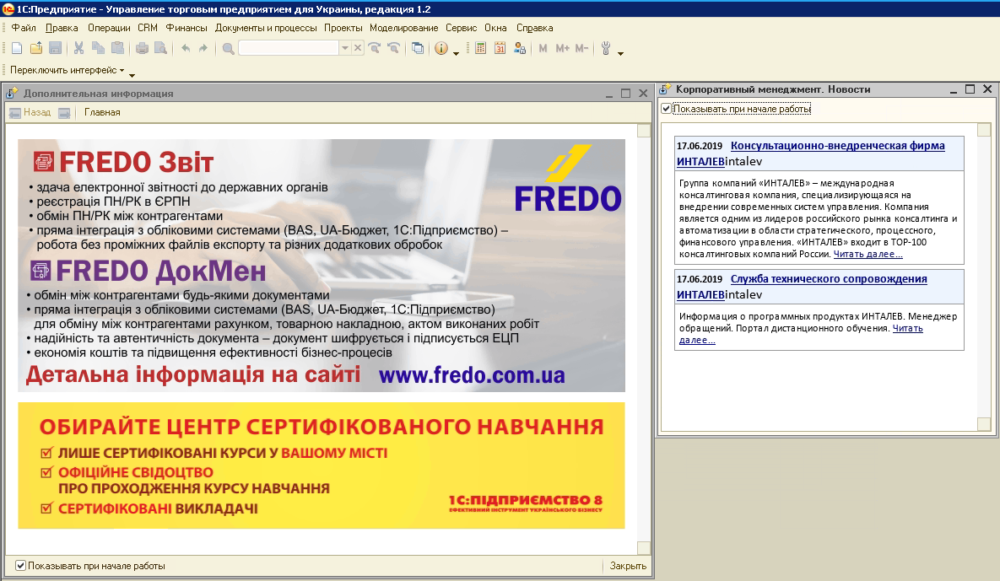 1С:Предприятие - Управление торговым предприятием для Украины, редакция 1.2
Файл Правка Операции CRM Финансы Документы и процессы Проекты Моделирование Сервис Окна Справка
M M+ M-
Переключить интерфейс
Дополнительная информация
Назад Главная
FREDO Звіт
• здача електронної звітності до державних органів
• реєстрація ПН/РК в ЄРПН
• обмін ПН/РК між контрагентами
• пряма інтеграція з обліковими системами (BAS, UA-Бюджет, 1С:Підприємство) –
робота без проміжних файлів експорту та різних додаткових обробок
FREDO
FREDO ДокМен
• обмін між контрагентами будь-якими документами
• пряма інтеграція з обліковими системами (BAS, UA-Бюджет, 1С:Підприємство)
для обміну між контрагентами рахунком, товарною накладною, актом виконаних робіт
• надійність та автентичність документа – документ шифрується і підписується ЕЦП
• економія коштів та підвищення ефективності бізнес-процесів
Детальна інформація на сайті www.fredo.com.ua
ОБИРАЙТЕ ЦЕНТР СЕРТИФІКОВАНОГО НАВЧАННЯ
ЛИШЕ СЕРТИФІКОВАНІ КУРСИ У ВАШОМУ МІСТІ
ОФІЦІЙНЕ СВІДОЦТВО
ПРО ПРОХОДЖЕННЯ КУРСУ НАВЧАННЯ
СЕРТИФІКОВАНІ ВИКЛАДАЧІ
1С:ПІДПРИЄМСТВО 8
ЕФЕКТИВНИЙ ІНСТРУМЕНТ УКРАЇНСЬКОГО БІЗНЕСУ
Показывать при начале работы
Закрыть
Корпоративный менеджмент. Новости
Показывать при начале работы
17.06.2019 Консультационно-внедренческая фирма
ИНТАЛЕВintalev
Группа компаний «ИНТАЛЕВ» – международная
консалтинговая компания, специализирующаяся на
внедрении современных систем управления. Компания
является одним из лидеров российского рынка консалтинга и
автоматизации в области стратегического, процессного,
финансового управления. «ИНТАЛЕВ» входит в TOP-100
консалтинговых компаний России. Читать далее...
17.06.2019 Служба технического сопровождения
ИНТАЛЕВintalev
Информация о программных продуктах ИНТАЛЕВ. Менеджер
обращений. Портал дистанционного обучения. Читать
далее...